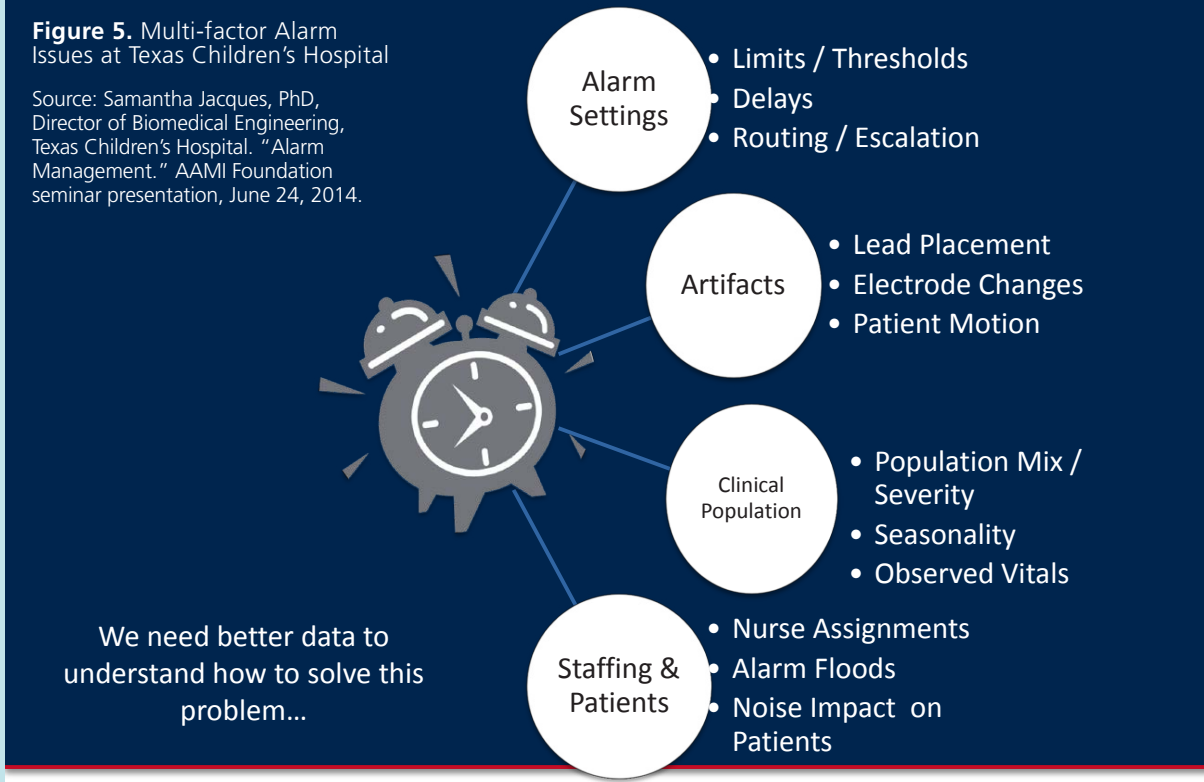 Figure 5. Multi-factor Alarm
Issues at Texas Children’s Hospital
Source: Samantha Jacques, PhD,
Director of Biomedical Engineering,
Texas Children’s Hospital. “Alarm
Management.” AAMI Foundation
seminar presentation, June 24, 2014.
Alarm
Settings
• Limits / Thresholds
• Delays
• Routing / Escalation
Artifacts
• Lead Placement
• Electrode Changes
• Patient Motion
Clinical
Population
• Population Mix /
Severity
• Seasonality
• Observed Vitals
Staffing &
Patients
• Nurse Assignments
• Alarm Floods
• Noise Impact on
Patients
We need better data to
understand how to solve this
problem...